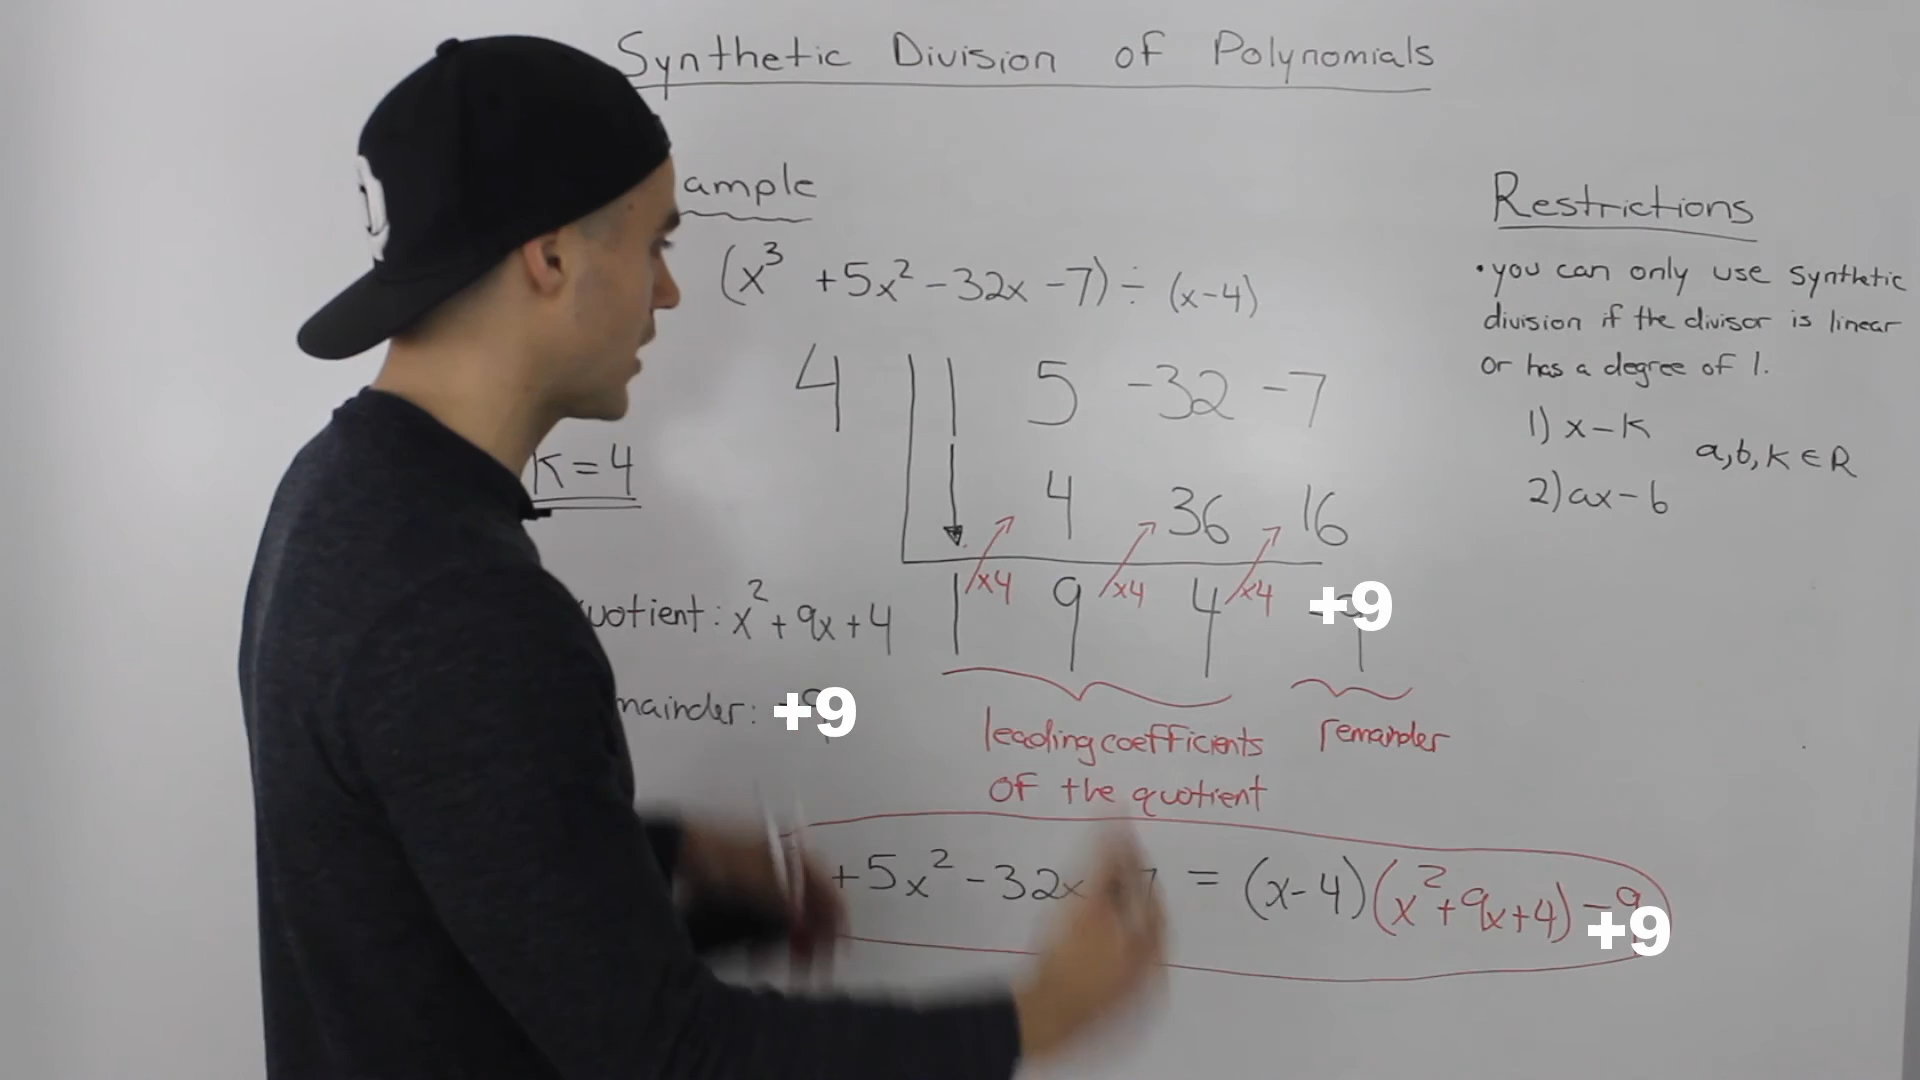 Synthetic Division of Polynomials
ample
(x³ +5x² -32x -7) ÷ (x-4)
4 1 5 -32 -7
K=4
4 36 16
x4 x4 x4
1 9 4 +9
uotient: x²+9x+4
mainder: +9
leading coefficients
of the quotient
remainder
+5x² -32x -7 = (x-4)(x²+9x+4) -9
+9
Restrictions
• you can only use synthetic
division if the divisor is linear
or has a degree of 1.
1) x-K
2) ax-b
a,b,K ∈ R